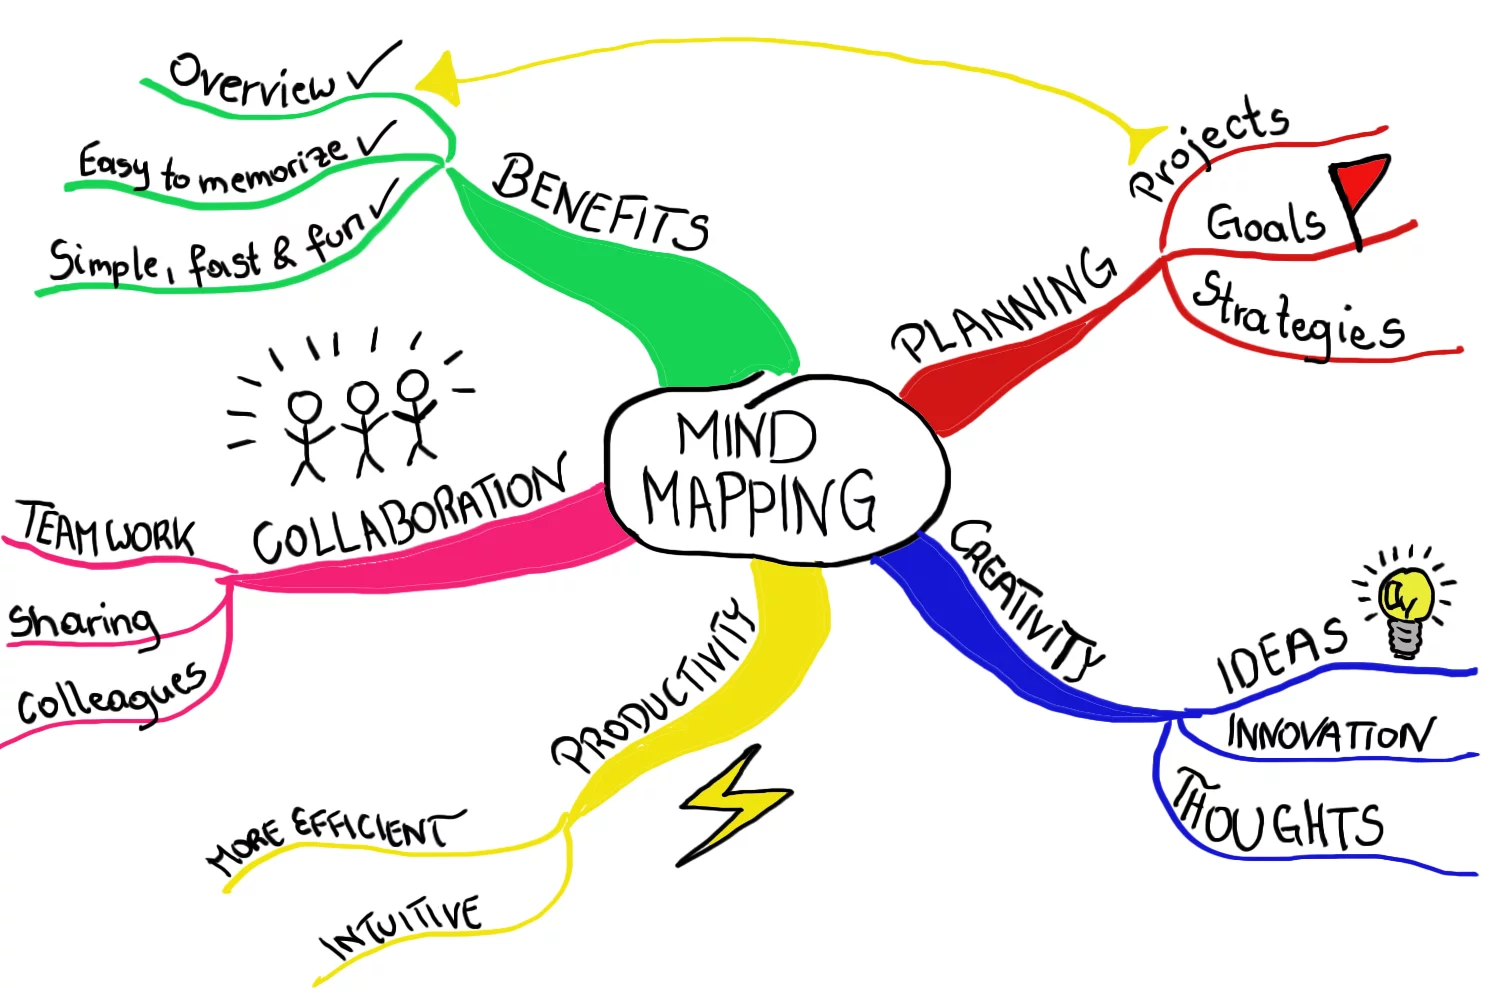 MIND
MAPPING
BENEFITS
Overview
Easy to memorize
Simple, fast & fun
PLANNING
Projects
Goals
Strategies
COLLABORATION
TEAMWORK
Sharing
Colleagues
PRODUCTIVITY
MORE EFFICIENT
INTUITIVE
CREATIVITY
IDEAS
INNOVATION
THOUGHTS